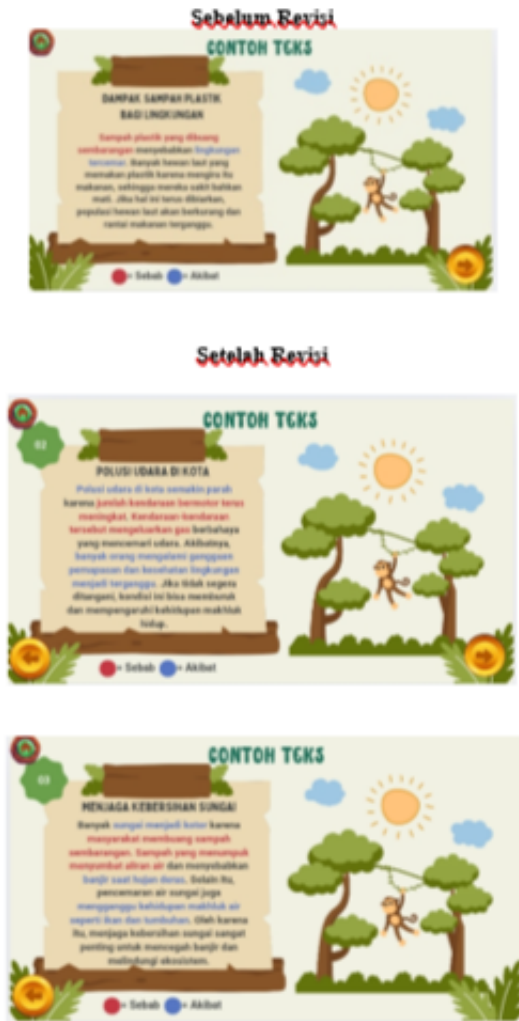 Sebelum Revisi
CONTOH TEKS
DAMPAK SAMPAH PLASTIK
BAGI LINGKUNGAN
Sampah plastik yang dibuang
sembarangan menyebabkan lingkungan
tercemar. Banyak hewan laut yang
memakan plastik karena mengira itu
makanan, sehingga mereka sakit bahkan
mati. Jika hal ini terus dibiarkan,
populasi hewan laut akan berkurang dan
rantai makanan terganggu.
= Sebab = Akibat
Setelah Revisi
CONTOH TEKS
02
POLUSI UDARA DI KOTA
Polusi udara di kota semakin parah
karena jumlah kendaraan bermotor terus
meningkat. Kendaraan-kendaraan
tersebut mengeluarkan gas berbahaya
yang mencemari udara. Akibatnya,
banyak orang mengalami gangguan
pernapasan dan kesehatan lingkungan
menjadi terganggu. Jika tidak segera
ditangani, kondisi ini bisa memburuk
dan mempengaruhi kehidupan makhluk
hidup.
= Sebab = Akibat
CONTOH TEKS
03
MENJAGA KEBERSIHAN SUNGAI
Banyak sungai menjadi kotor karena
masyarakat membuang sampah
sembarangan. Sampah yang menumpuk
menyumbat aliran air dan menyebabkan
banjir saat hujan deras. Selain itu,
pencemaran air sungai juga
mengganggu kehidupan makhluk air
seperti ikan dan tumbuhan. Oleh karena
itu, menjaga kebersihan sungai sangat
penting untuk mencegah banjir dan
melindungi ekosistem.
= Sebab = Akibat